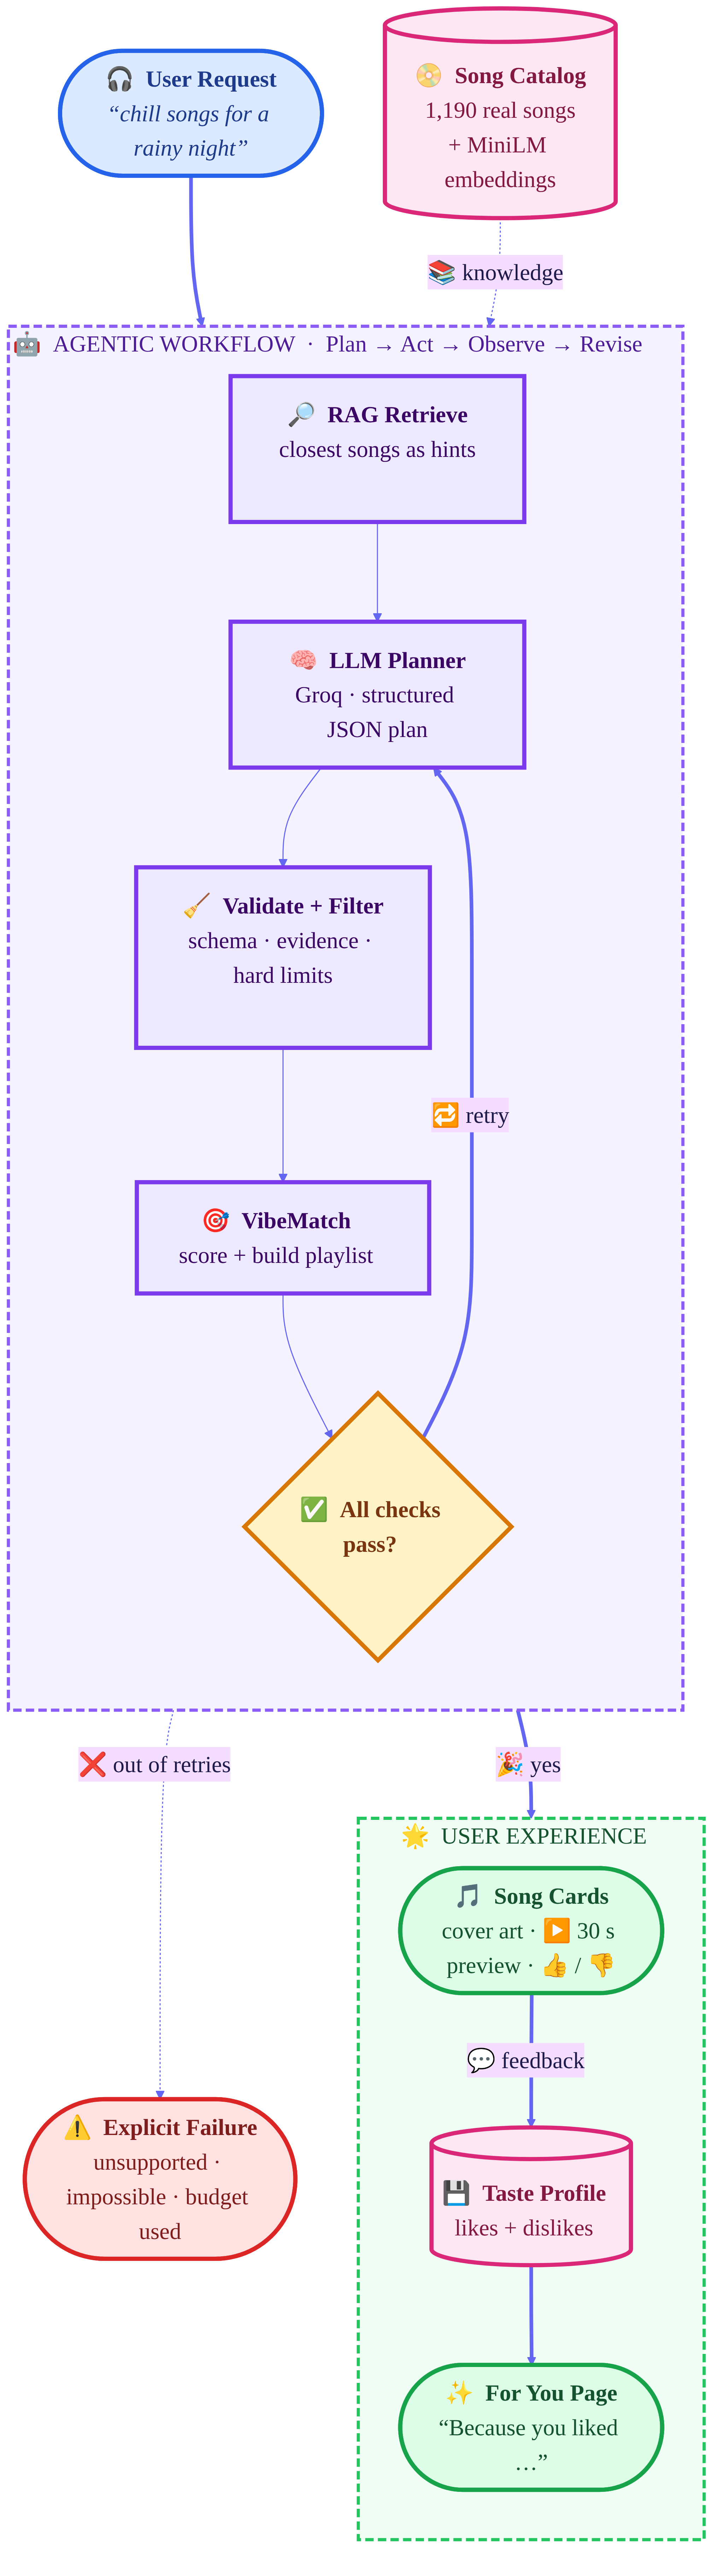 🎧 User Request
“chill songs for a
rainy night”
📀 Song Catalog
1,190 real songs
+ MiniLM
embeddings
📚 knowledge
🤖 AGENTIC WORKFLOW · Plan → Act → Observe → Revise
🔎 RAG Retrieve
closest songs as hints
🧠 LLM Planner
Groq · structured
JSON plan
🧹 Validate + Filter
schema · evidence ·
hard limits
🔁 retry
🎯 VibeMatch
score + build playlist
✅ All checks
pass?
❌ out of retries
🎉 yes
🌟 USER EXPERIENCE
🎵 Song Cards
cover art · ▶️ 30 s
preview · 👍 / 👎
💬 feedback
⚠️ Explicit Failure
unsupported ·
impossible · budget
used
💾 Taste Profile
likes + dislikes
✨ For You Page
“Because you liked
…”